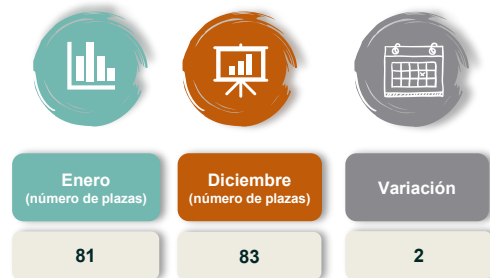 Enero
(número de plazas)
Diciembre
(número de plazas)
Variación
81
83
2